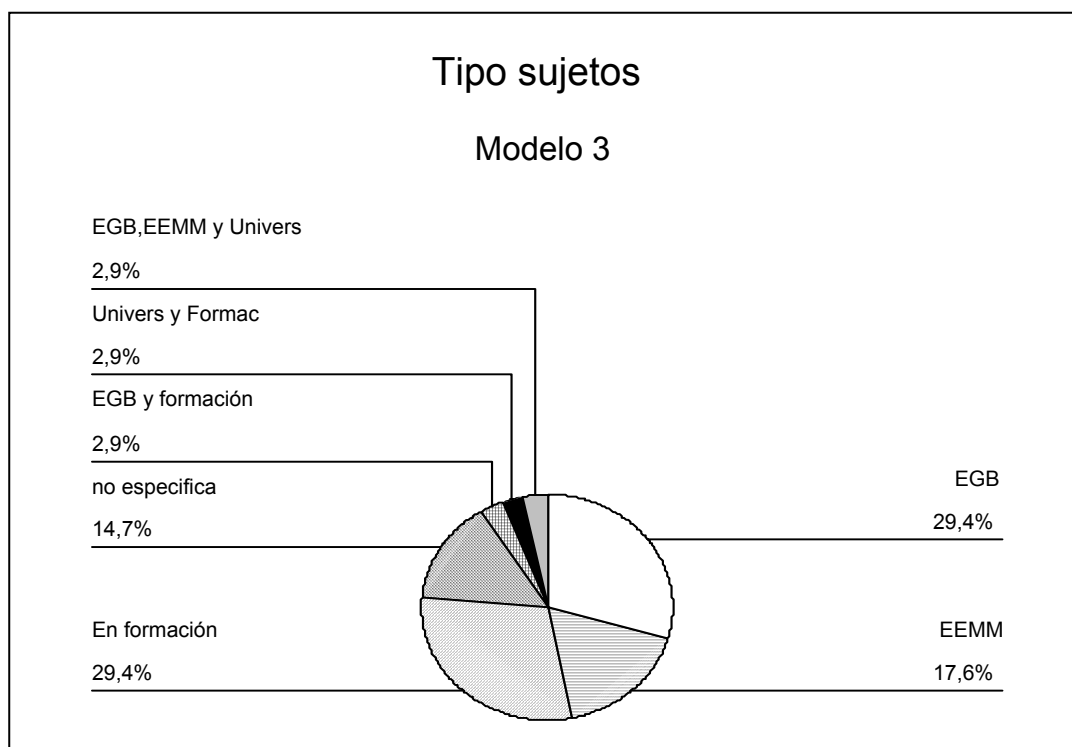 Tipo sujetos
Modelo 3
EGB,EEMM y Univers
2,9%
Univers y Formac
2,9%
EGB y formación
2,9%
no especifica
14,7%
En formación
29,4%
EGB
29,4%
EEMM
17,6%